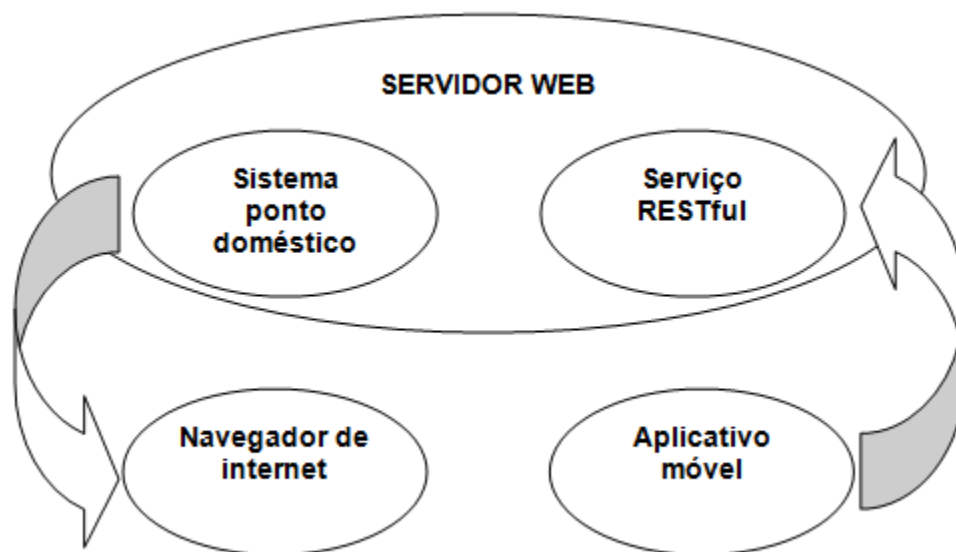 SERVIDOR WEB
Sistema
ponto
doméstico
Serviço
RESTful
Navegador de
internet
Aplicativo
móvel